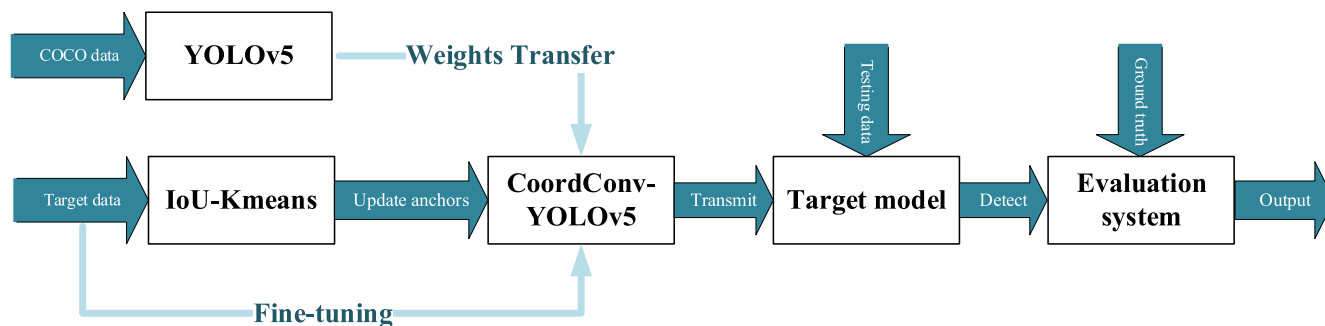 COCO data
YOLOv5
Weights Transfer
Testing data
Ground truth
Target data
IoU-Kmeans
Update anchors
CoordConv-
YOLOv5
Transmit
Target model
Detect
Evaluation
system
Output
Fine-tuning